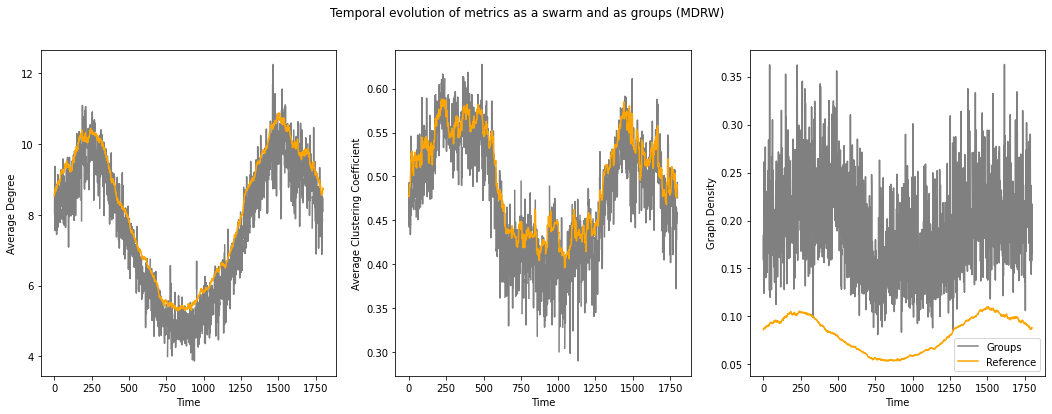 Temporal evolution of metrics as a swarm and as groups (MDRW)
Average Degree
12
10
8
6
4
0 250 500 750 1000 1250 1500 1750
Time
Average Clustering Coefficient
0.60
0.55
0.50
0.45
0.40
0.35
0.30
0 250 500 750 1000 1250 1500 1750
Time
Graph Density
0.35
0.30
0.25
0.20
0.15
0.10
0.05
0 250 500 750 1000 1250 1500 1750
Time
Groups
Reference